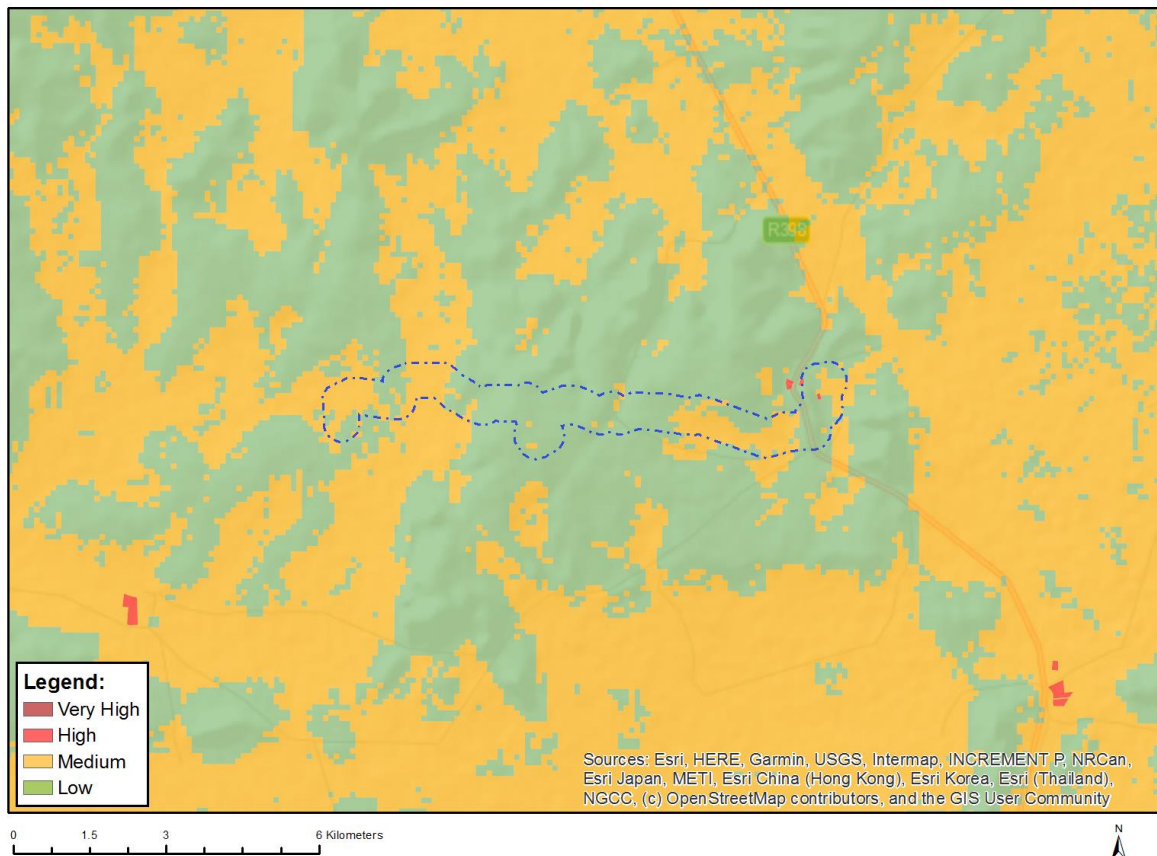 R398
Legend:
Very High
High
Medium
Low
Sources: Esri, HERE, Garmin, USGS, Intermap, INCREMENT P, NRCan,
Esri Japan, METI, Esri China (Hong Kong), Esri Korea, Esri (Thailand),
NGCC, (c) OpenStreetMap contributors, and the GIS User Community
0 1.5 3 6 Kilometers
N